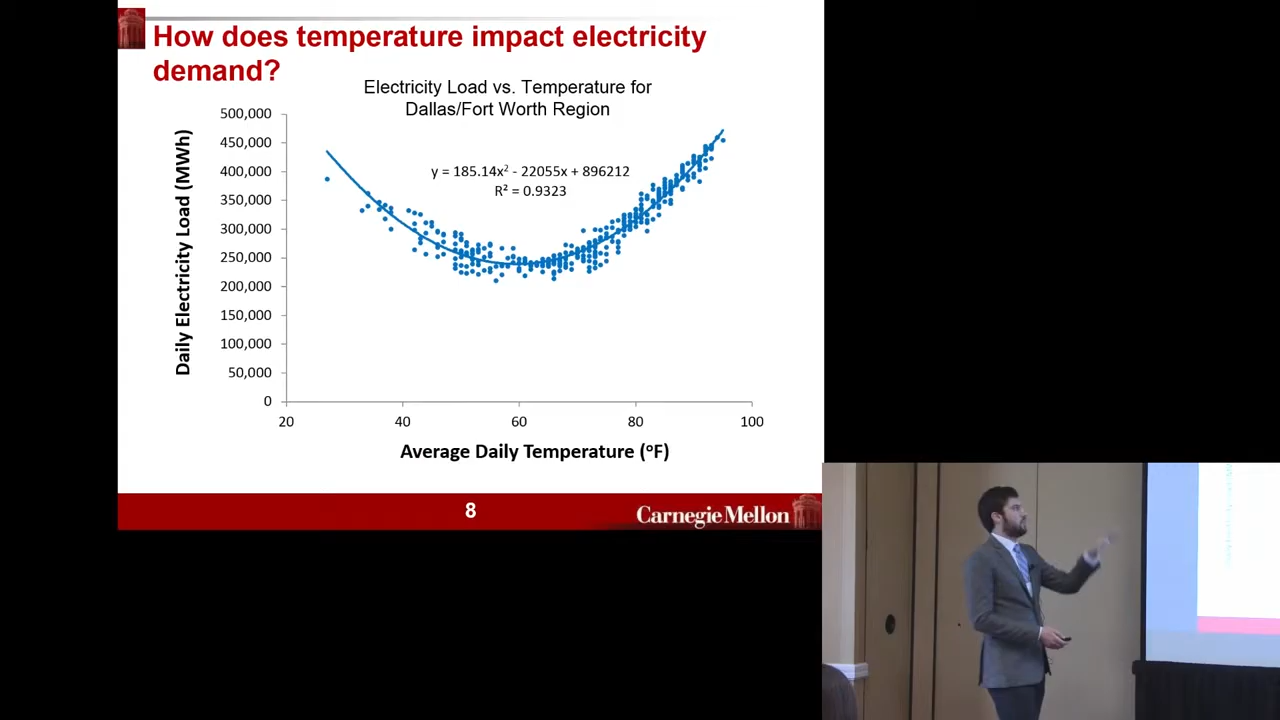 How does temperature impact electricity
demand?
Electricity Load vs. Temperature for
Dallas/Fort Worth Region
Daily Electricity Load (MWh)
500,000
450,000
400,000
350,000
300,000
250,000
200,000
150,000
100,000
50,000
0
y = 185.14x² - 22055x + 896212
R² = 0.9323
20 40 60 80 100
Average Daily Temperature (ºF)
8
Carnegie Mellon